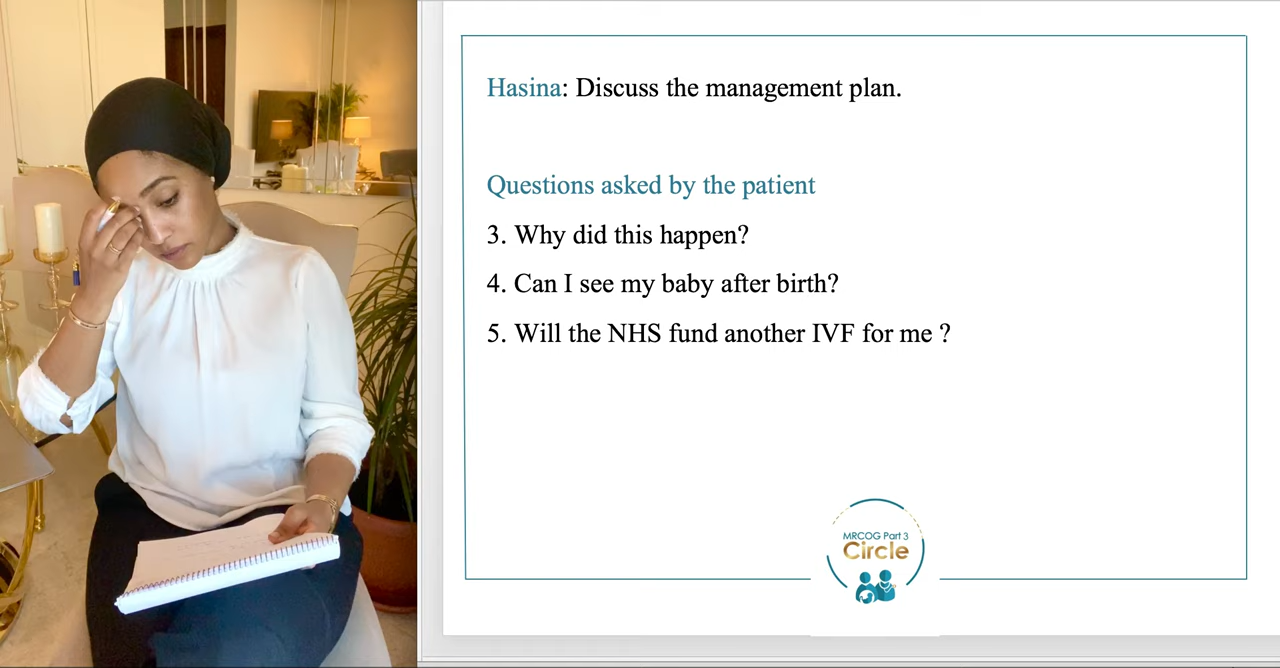 Hasina: Discuss the management plan.
Questions asked by the patient
3. Why did this happen?
4. Can I see my baby after birth?
5. Will the NHS fund another IVF for me ?
MRCOG Part 3
Circle